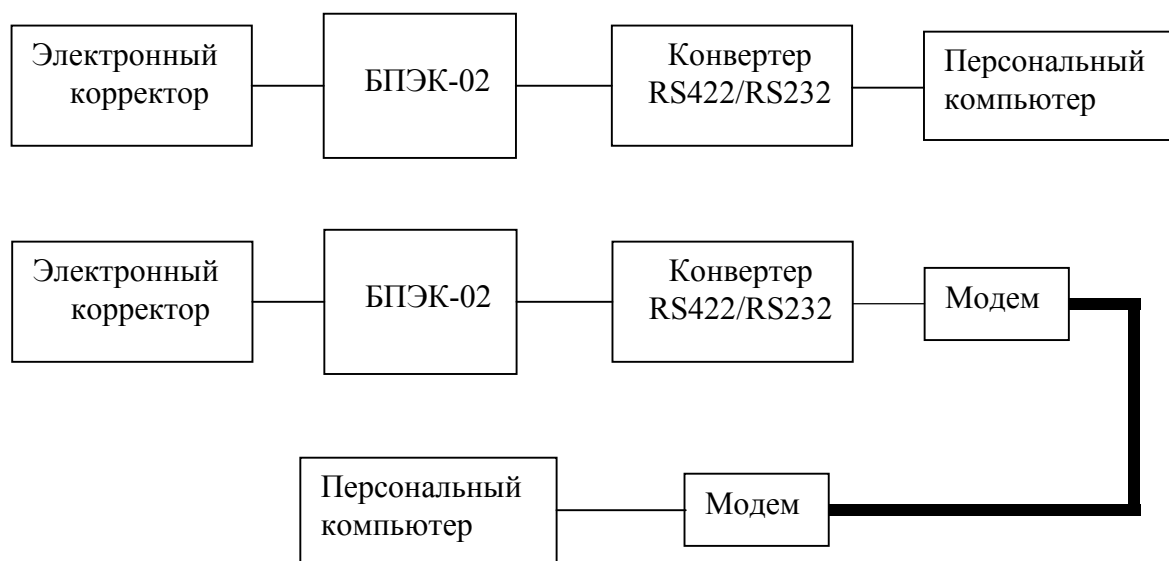 Электронный
корректор
БПЭК-02
Конвертер
RS422/RS232
Персональный
компьютер
Электронный
корректор
БПЭК-02
Конвертер
RS422/RS232
Модем
Персональный
компьютер
Модем